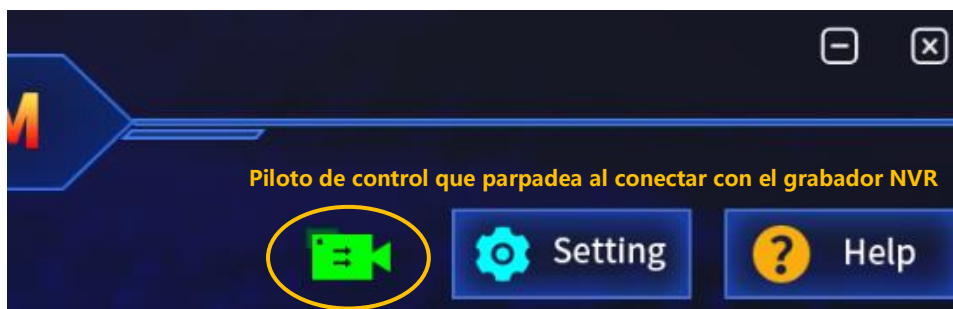 M
Piloto de control que parpadea al conectar con el grabador NVR
Setting
? Help